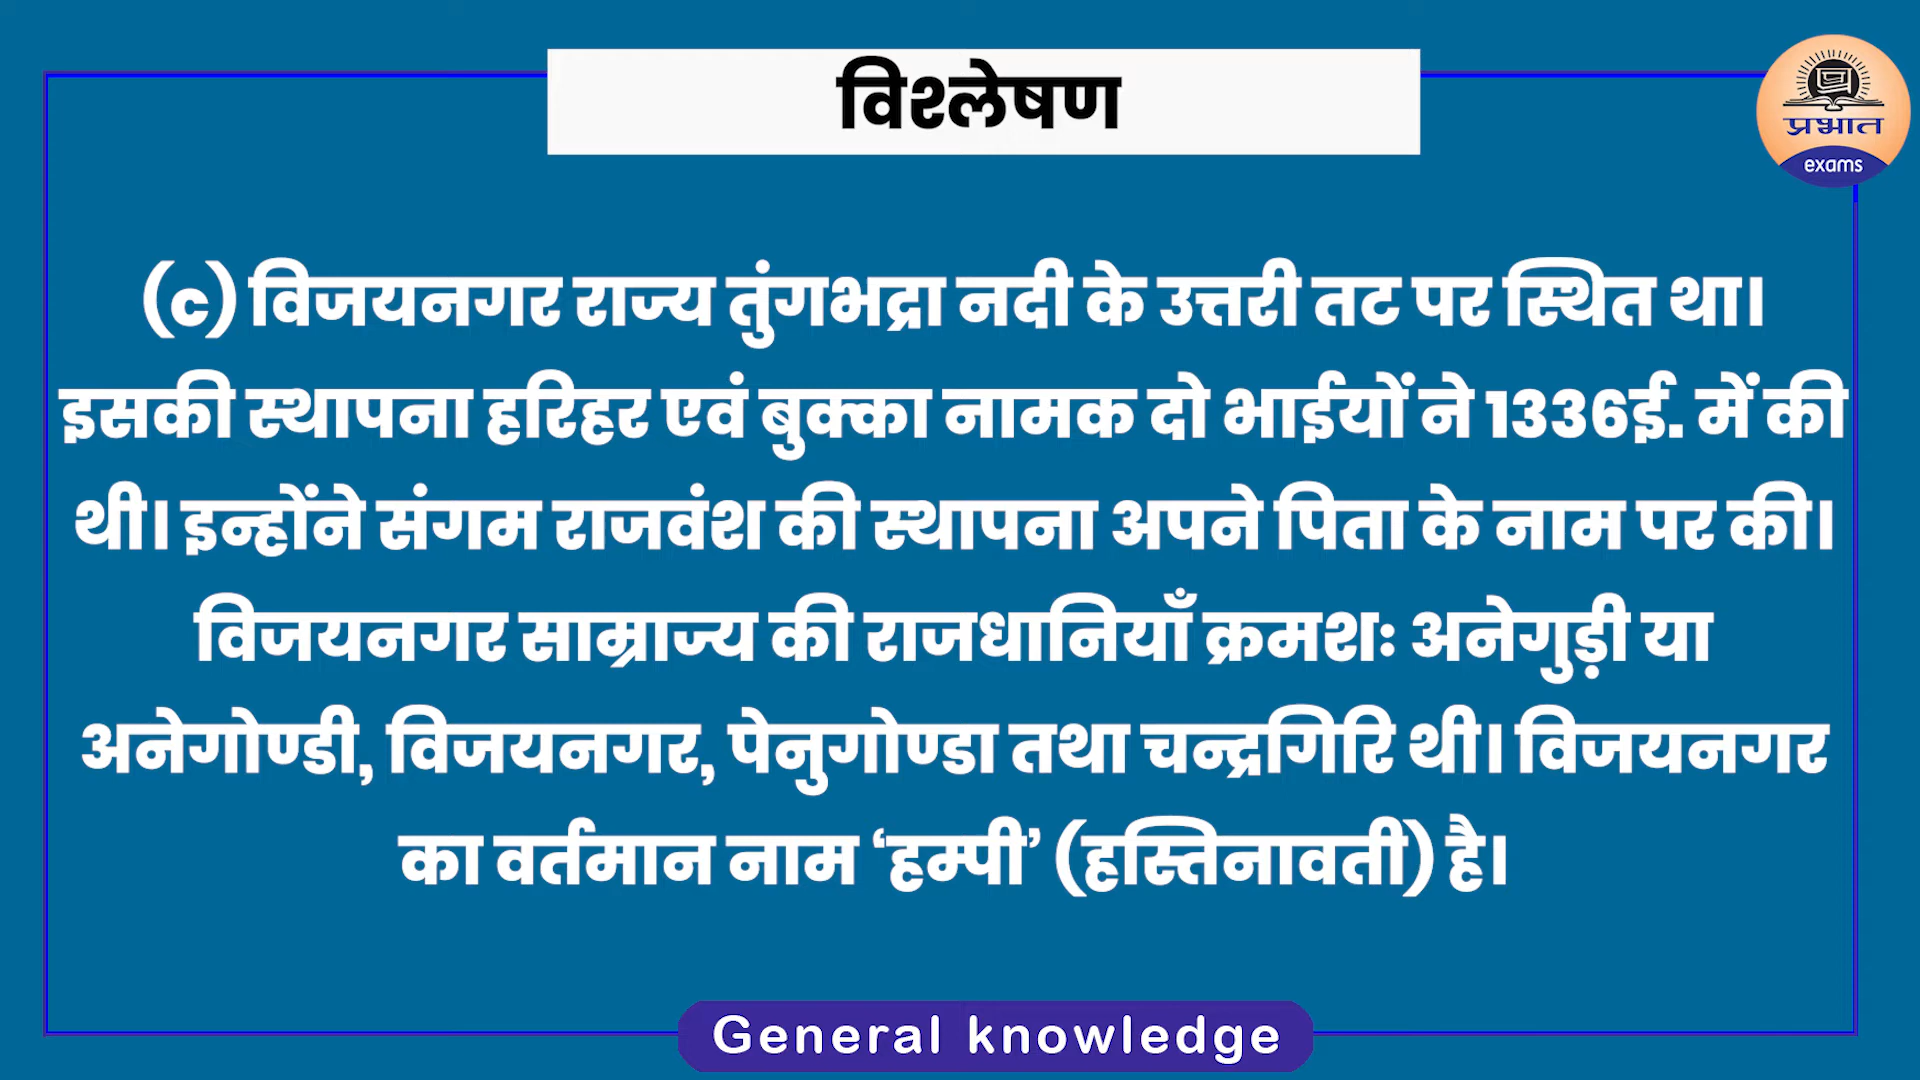 विश्लेषण
प्रभात
exams
(c) विजयनगर राज्य तुंगभद्रा नदी के उत्तरी तट पर स्थित था।
इसकी स्थापना हरिहर एवं बुक्का नामक दो भाईयों ने 1336ई. में की
थी। इन्होंने संगम राजवंश की स्थापना अपने पिता के नाम पर की।
विजयनगर साम्राज्य की राजधानियाँ क्रमशः अनेगुड़ी या
अनेगोण्डी, विजयनगर, पेनुगोण्डा तथा चन्द्रगिरि थी। विजयनगर
का वर्तमान नाम ‘हम्पी’ (हस्तिनावती) है।
General knowledge